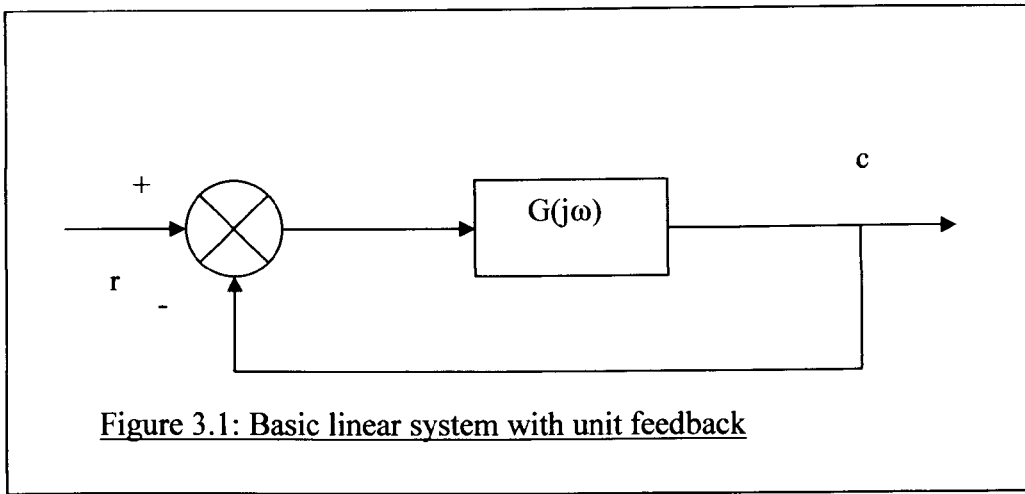 c
+
G(jω)
r
-
Figure 3.1: Basic linear system with unit feedback